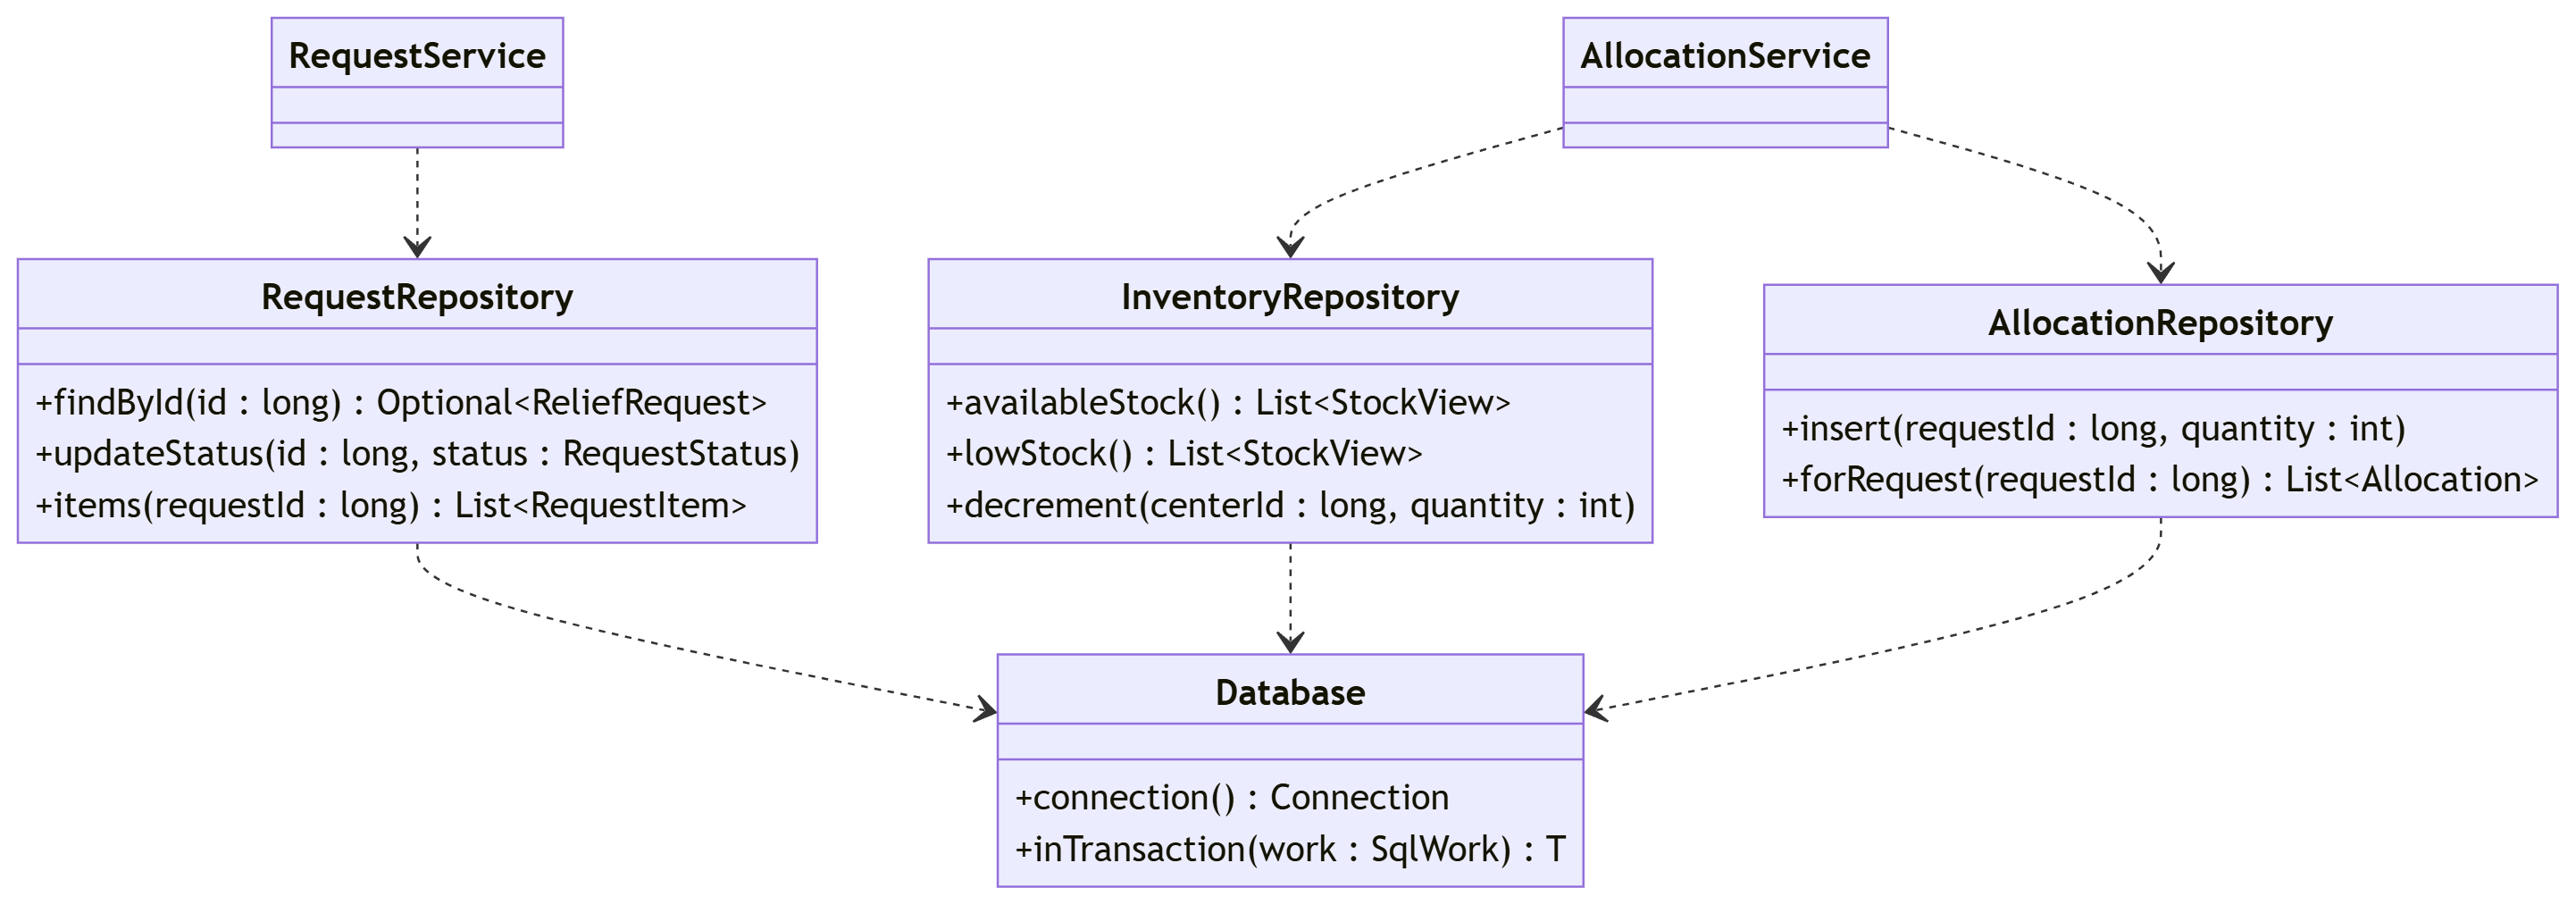 RequestService
AllocationService
RequestRepository
+findById(id : long) : Optional<ReliefRequest>
+updateStatus(id : long, status : RequestStatus)
+items(requestId : long) : List<RequestItem>
InventoryRepository
+availableStock() : List<StockView>
+lowStock() : List<StockView>
+decrement(centerId : long, quantity : int)
AllocationRepository
+insert(requestId : long, quantity : int)
+forRequest(requestId : long) : List<Allocation>
Database
+connection() : Connection
+inTransaction(work : SqlWork) : T